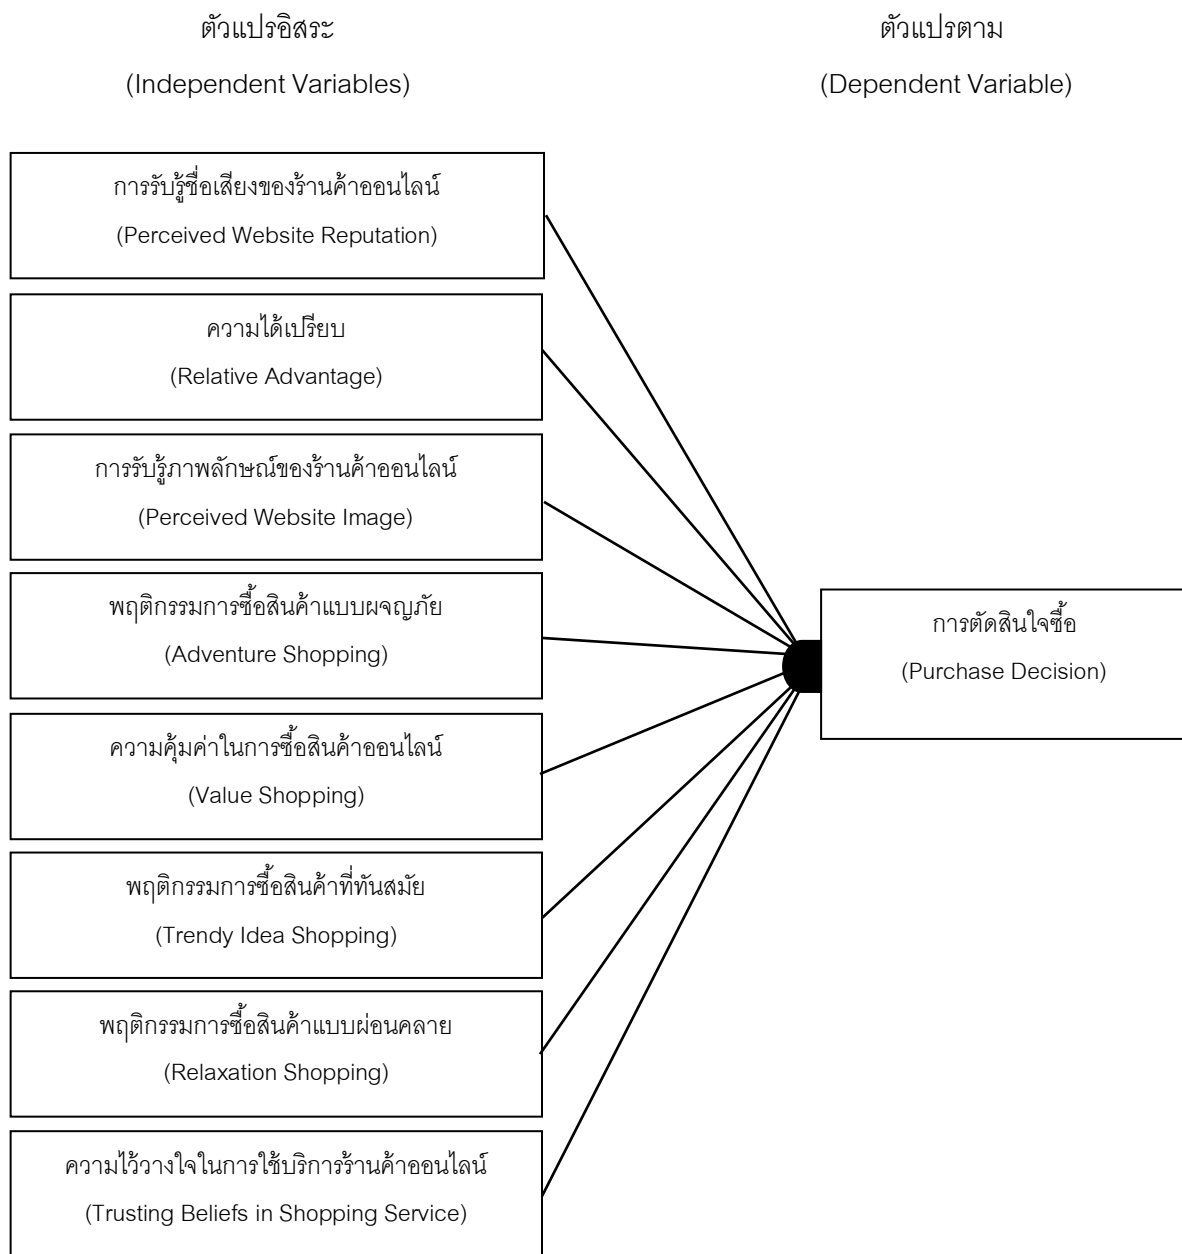 ตัวแปรอิสระ
(Independent Variables)
ตัวแปรตาม
(Dependent Variable)
การรับรู้ชื่อเสียงของร้านค้าออนไลน์
(Perceived Website Reputation)
ความได้เปรียบ
(Relative Advantage)
การรับรู้ภาพลักษณ์ของร้านค้าออนไลน์
(Perceived Website Image)
พฤติกรรมการซื้อสินค้าแบบผจญภัย
(Adventure Shopping)
ความคุ้มค่าในการซื้อสินค้าออนไลน์
(Value Shopping)
พฤติกรรมการซื้อสินค้าที่ทันสมัย
(Trendy Idea Shopping)
พฤติกรรมการซื้อสินค้าแบบผ่อนคลาย
(Relaxation Shopping)
ความไว้วางใจในการใช้บริการร้านค้าออนไลน์
(Trusting Beliefs in Shopping Service)
การตัดสินใจซื้อ
(Purchase Decision)